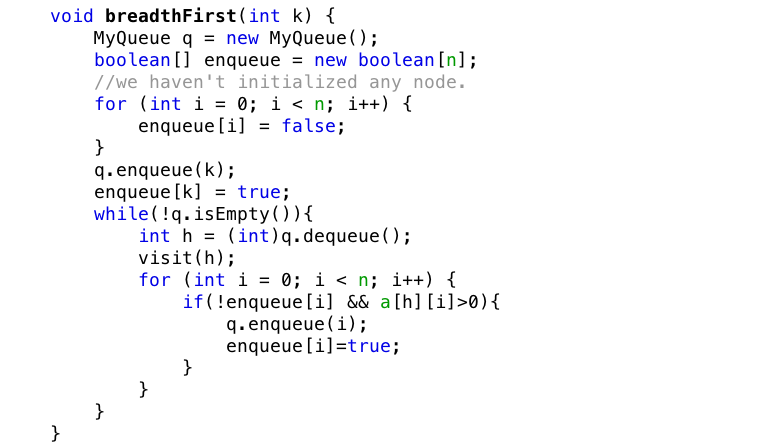 void breadthFirst(int k) {
    MyQueue q = new MyQueue();
    boolean[] enqueue = new boolean[n];
    //we haven't initialized any node.
    for (int i = 0; i < n; i++) {
        enqueue[i] = false;
    }
    q.enqueue(k);
    enqueue[k] = true;
    while(!q.isEmpty()){
        int h = (int)q.dequeue();
        visit(h);
        for (int i = 0; i < n; i++) {
            if(!enqueue[i] && a[h][i]>0){
                q.enqueue(i);
                enqueue[i]=true;
            }
        }
    }
}